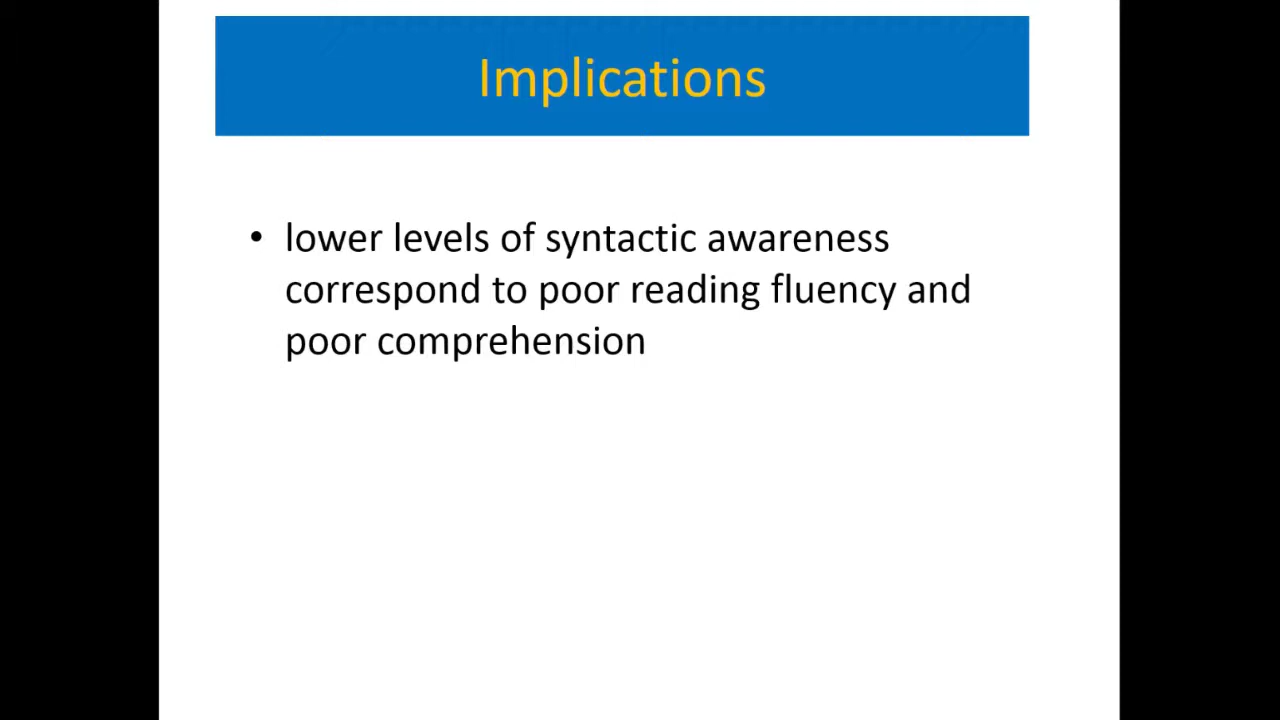 Implications
• lower levels of syntactic awareness
correspond to poor reading fluency and
poor comprehension